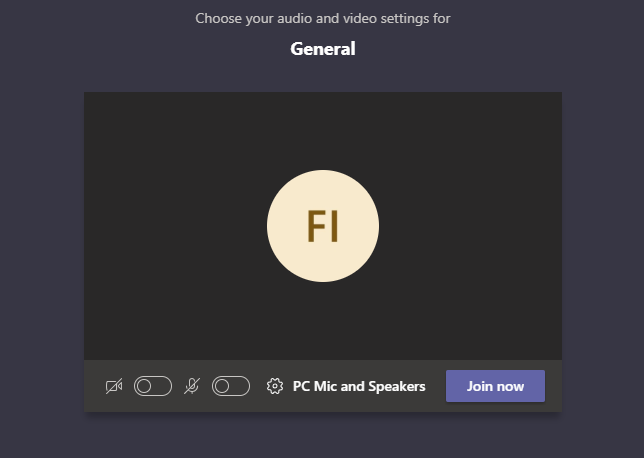 Choose your audio and video settings for
General
FI
PC Mic and Speakers
Join now